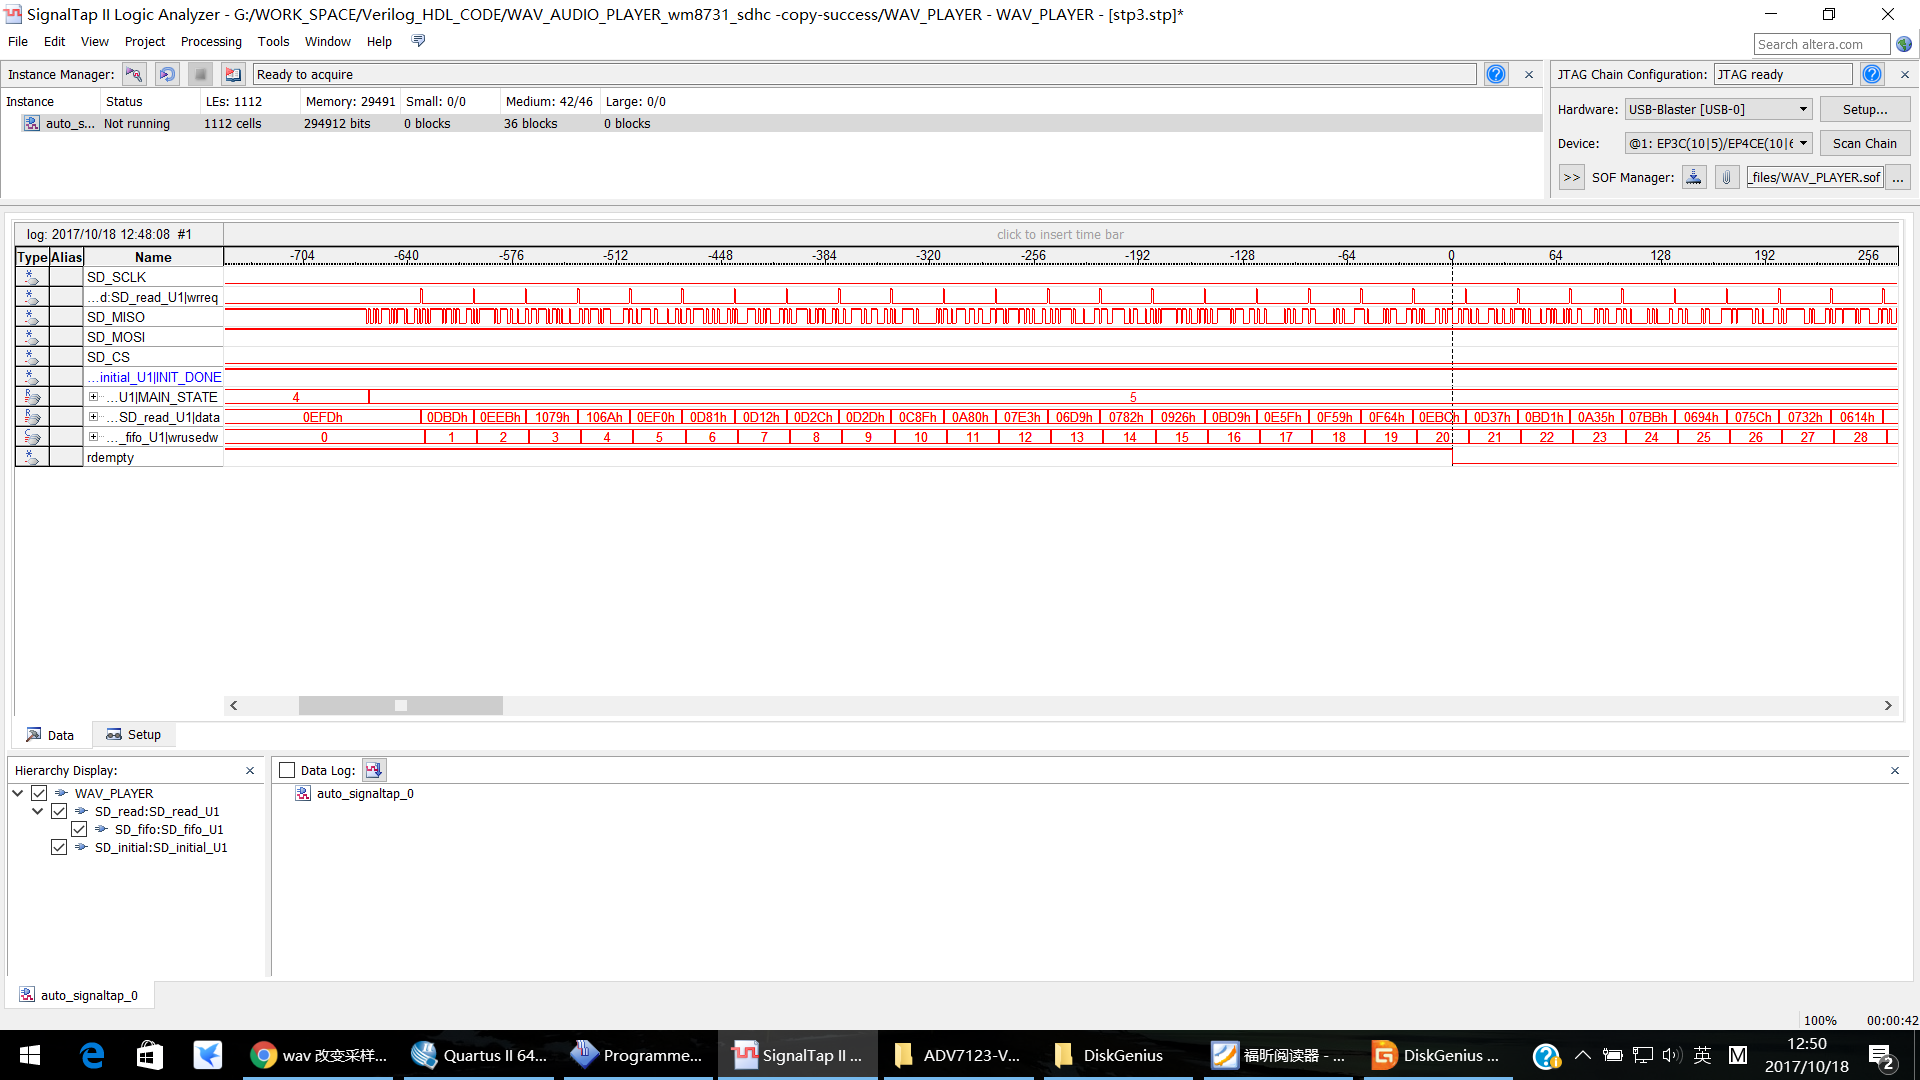 SignalTap II Logic Analyzer - G:/WORK_SPACE/Verilog_HDL_CODE/WAV_AUDIO_PLAYER_wm8731_sdhc -copy-success/WAV_PLAYER - WAV_PLAYER - [stp3.stp]*
File Edit View Project Processing Tools Window Help
Search altera.com
Instance Manager: Ready to acquire
JTAG Chain Configuration: JTAG ready
Instance Status LEs: 1112 Memory: 29491 Small: 0/0 Medium: 42/46 Large: 0/0
auto_s... Not running 1112 cells 294912 bits 0 blocks 36 blocks 0 blocks
Hardware: USB-Blaster [USB-0] Setup...
Device: @1: EP3C(10|5)/EP4CE(10|6 Scan Chain
>> SOF Manager: _files/WAV_PLAYER.sof ...
log: 2017/10/18 12:48:08 #1 click to insert time bar
Type Alias Name -704 -640 -576 -512 -448 -384 -320 -256 -192 -128 -64 0 64 128 192 256
SD_SCLK
...d:SD_read_U1|wrreq
SD_MISO
SD_MOSI
SD_CS
...initial_U1|INIT_DONE
...U1|MAIN_STATE 4 5
...SD_read_U1|data 0EFDh 0DBDh 0EEBh 1079h 106Ah 0EF0h 0D81h 0D12h 0D2Ch 0D2Dh 0C8Fh 0A80h 07E3h 06D9h 0782h 0926h 0BD9h 0E5Fh 0F59h 0F64h 0D37h 0BD1h 0A35h 07BBh 0694h 075Ch 0732h 0614h
..._fifo_U1|wrusedw 0 1 2 3 4 5 6 7 8 9 10 11 12 13 14 15 16 17 18 19 20 21 22 23 24 25 26 27 28
rdempty
Data Setup
Hierarchy Display:
WAV_PLAYER
SD_read:SD_read_U1
SD_fifo:SD_fifo_U1
SD_initial:SD_initial_U1
Data Log:
auto_signaltap_0
auto_signaltap_0
100% 00:00:42
wav 改变采样... Quartus II 64... Programme... SignalTap II ... ADV7123-V... DiskGenius 福昕阅读器 - ... DiskGenius ... 英 M
12:50
2017/10/18
2